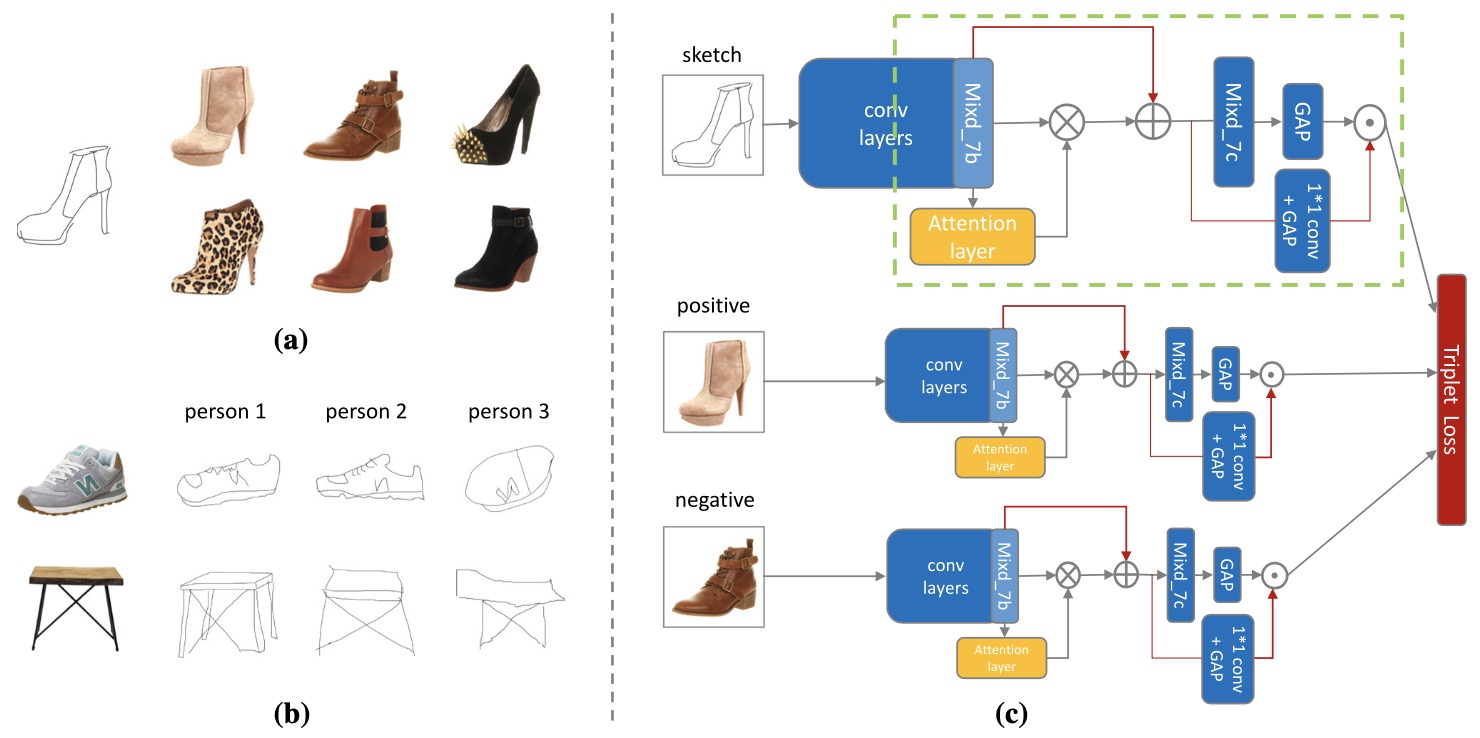 (a)
person 1
person 2
person 3
N
(b)
sketch
conv
layers
Mixd_7b
Attention
layer
Mixd_7c
GAP
1*1 conv
+ GAP
positive
conv
layers
Mixd_7b
Attention
layer
Mixd_7c
GAP
1*1 conv
+ GAP
negative
conv
layers
Mixd_7b
Attention
layer
Mixd_7c
GAP
1*1 conv
+ GAP
Triplet Loss
(c)